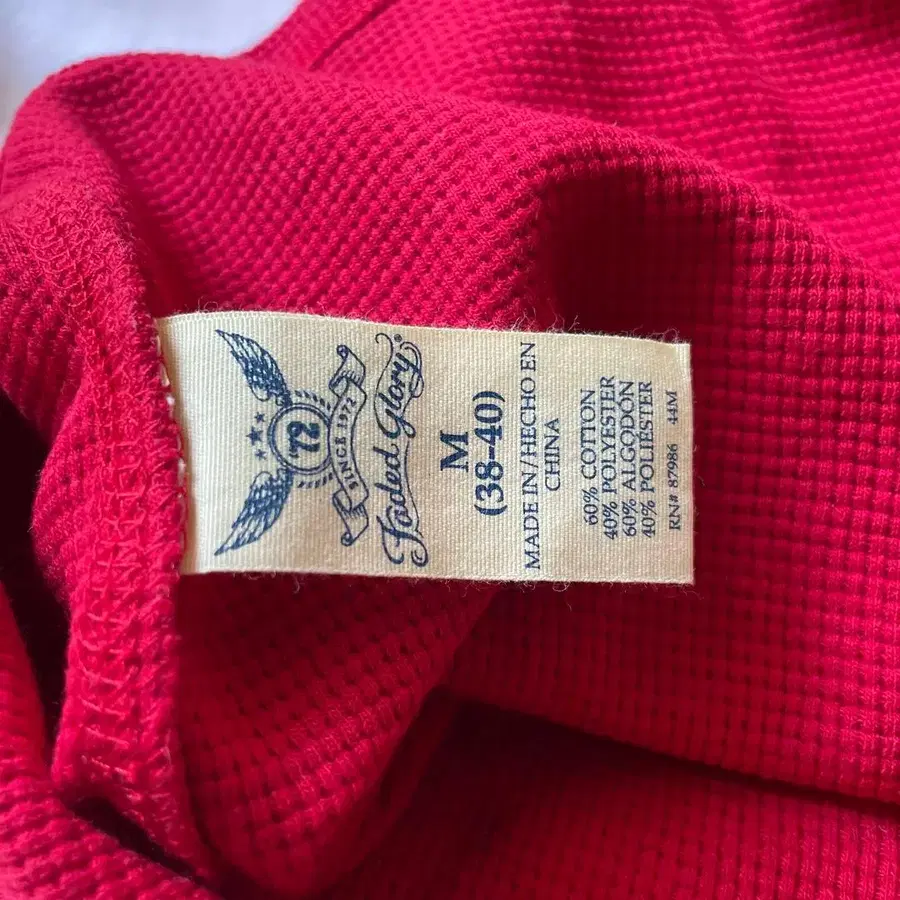 72
SINCE 1972
Faded Glory®
M
(38-40)
MADE IN/HECHO EN
CHINA
60% COTTON
40% POLYESTER
60% ALGODON
40% POLIESTER
RN# 87986 44M